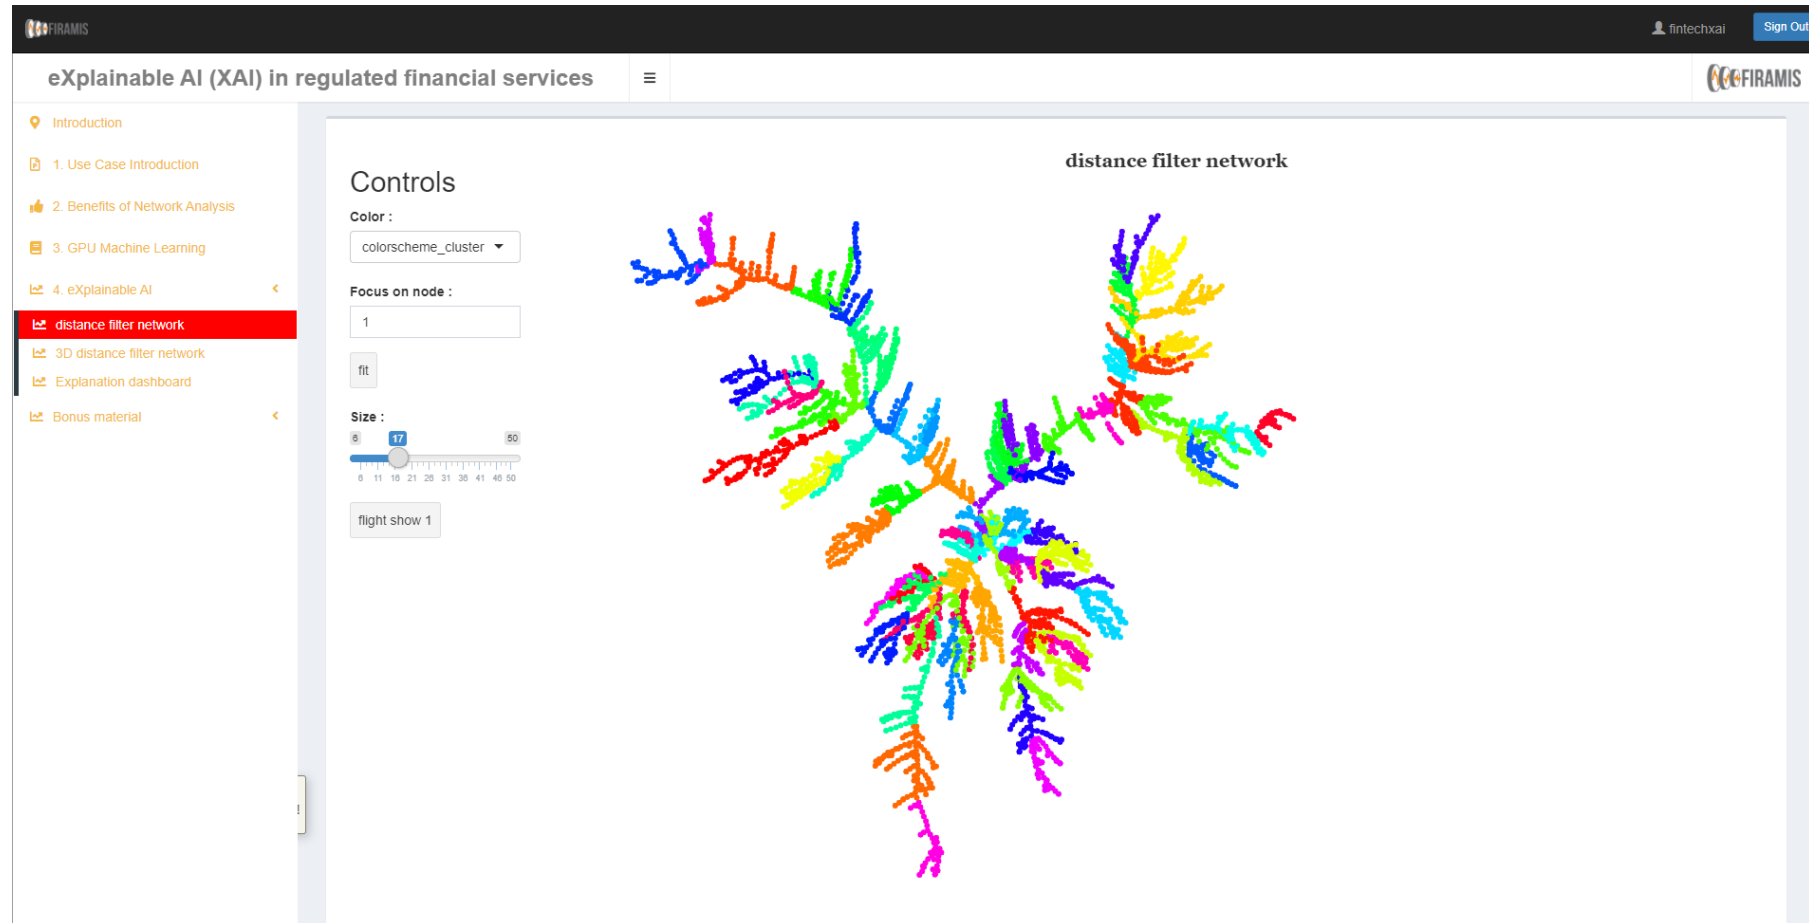 FIRAMIS
fintechxai
Sign Out
eXplainable AI (XAI) in regulated financial services
FIRAMIS
Introduction
1. Use Case Introduction
2. Benefits of Network Analysis
3. GPU Machine Learning
4. eXplainable AI
distance filter network
3D distance filter network
Explanation dashboard
Bonus material
distance filter network
Controls
Color :
colorscheme_cluster
Focus on node :
1
fit
Size :
6 17 50
6 11 16 21 26 31 36 41 46 50
flight show 1
!